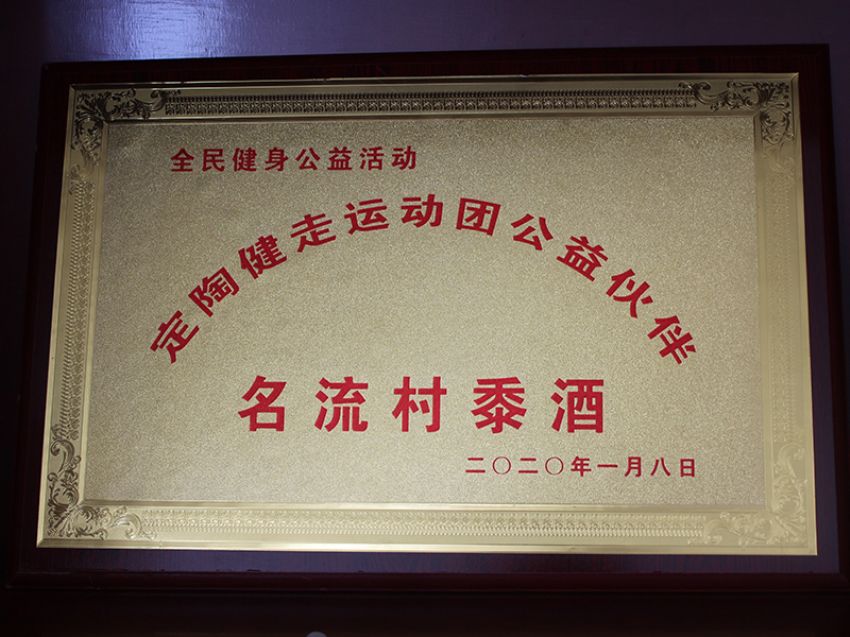 全民健身公益活动
定陶健走运动团公益伙伴
名流村黍酒
二〇二〇年一月八日